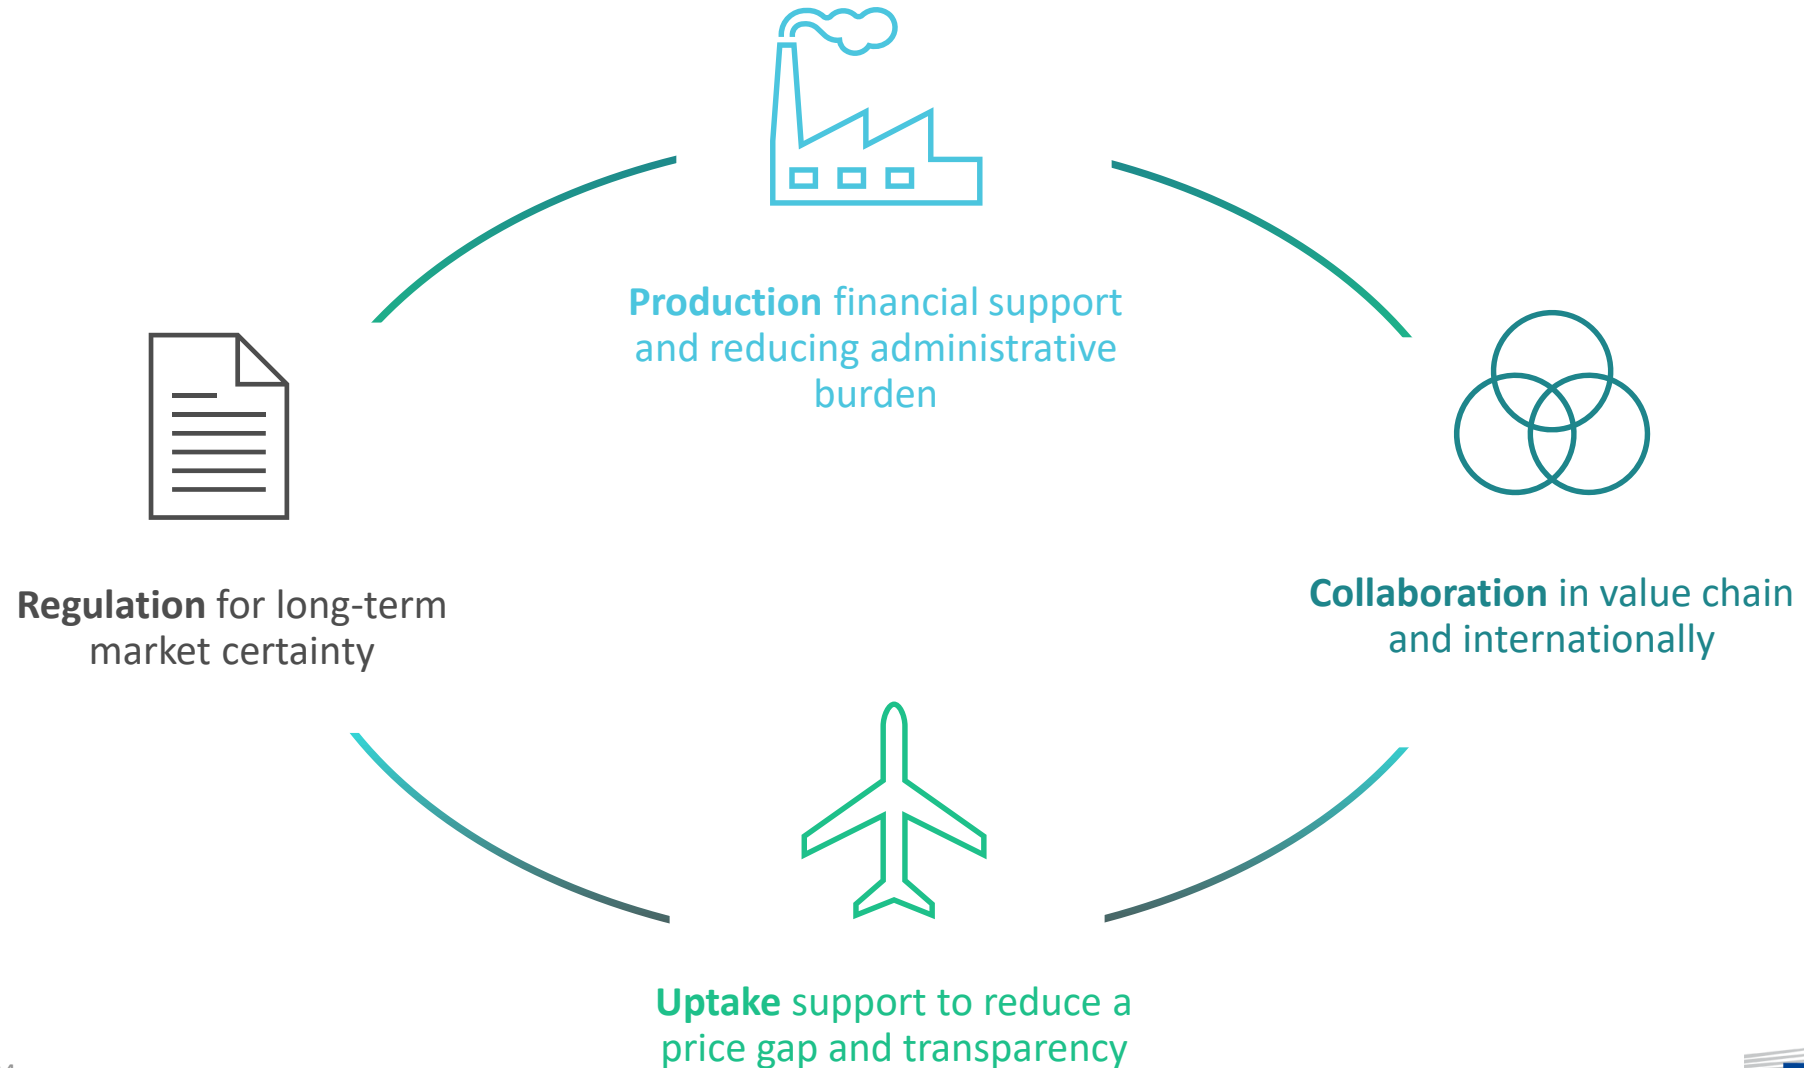 Production financial support
and reducing administrative
burden
Regulation for long-term
market certainty
Collaboration in value chain
and internationally
Uptake support to reduce a
price gap and transparency